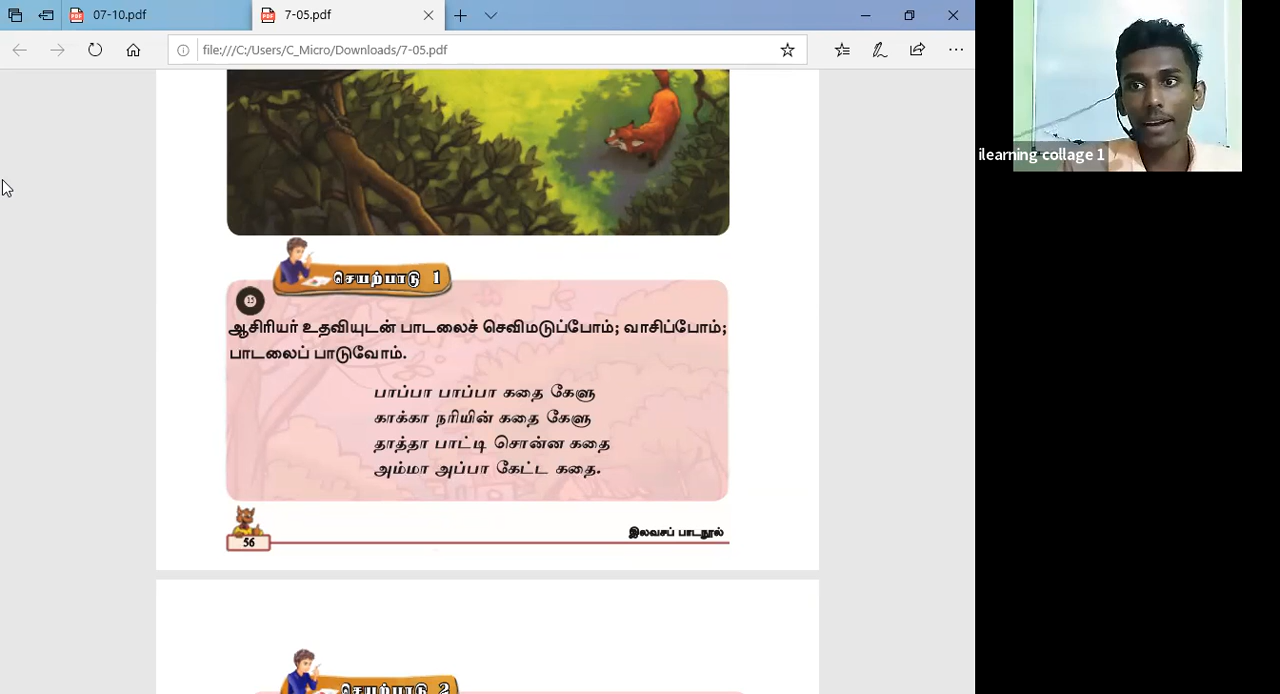 07-10.pdf
7-05.pdf
file:///C:/Users/C_Micro/Downloads/7-05.pdf
ilearning collage 1
செயற்பாடு 1
15
ஆசிரியர் உதவியுடன் பாடலைச் செவிமடுப்போம்; வாசிப்போம்;
பாடலைப் பாடுவோம்.
பாப்பா பாப்பா கதை கேளு
காக்கா நரியின் கதை கேளு
தாத்தா பாட்டி சொன்ன கதை
அம்மா அப்பா கேட்ட கதை.
56
இலவசப் பாடநூல்
செயற்பாடு 2